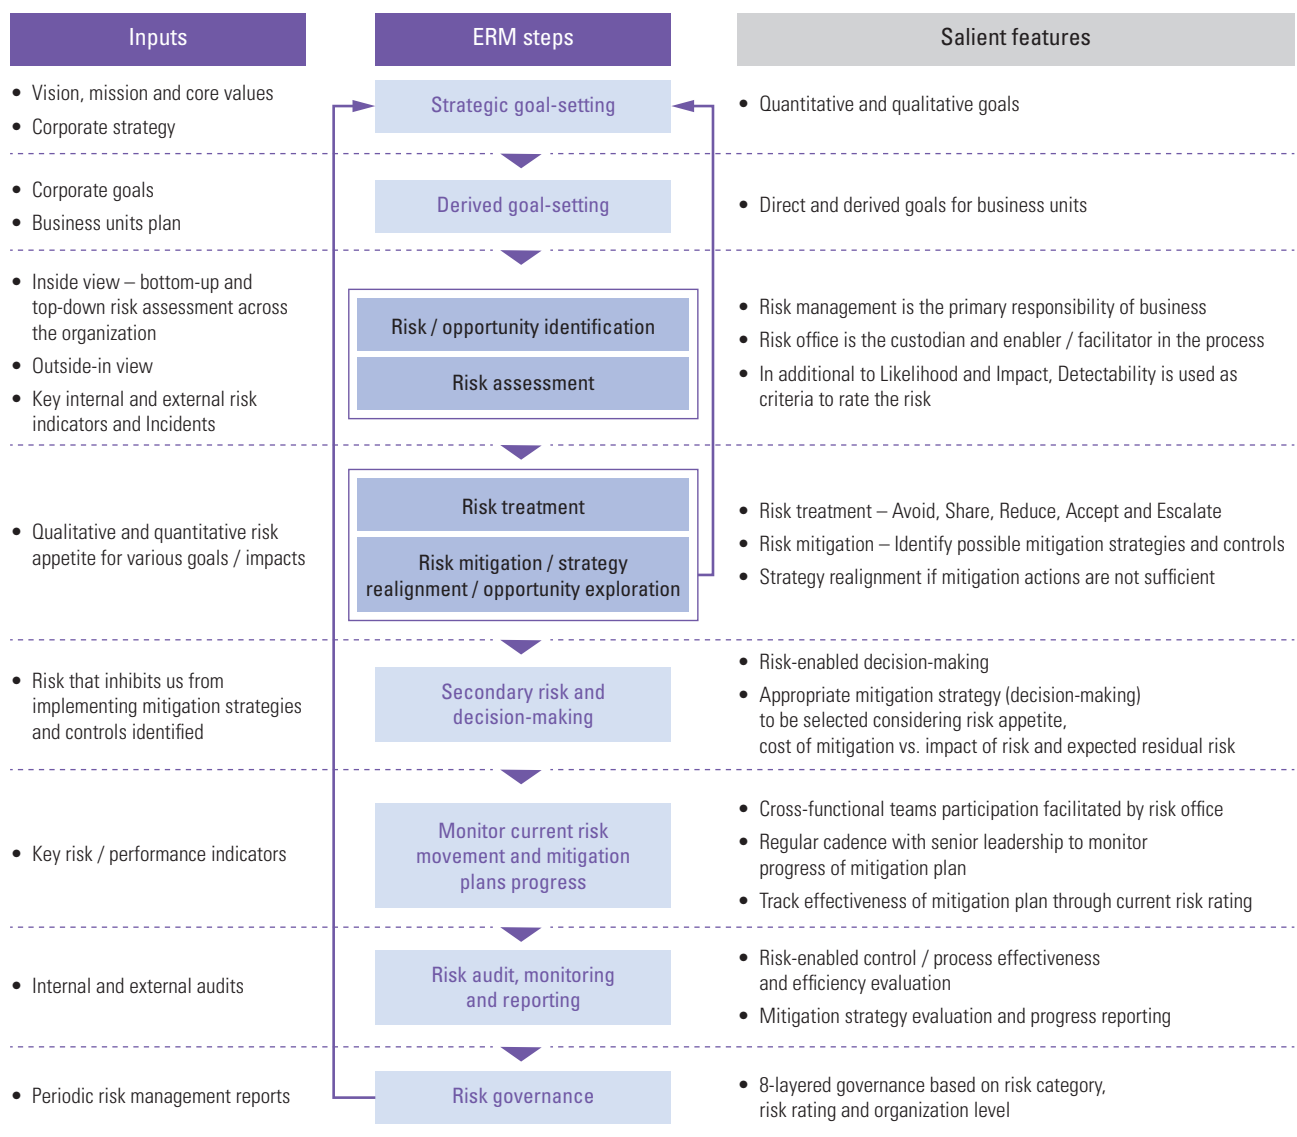 Inputs
ERM steps
Salient features
• Vision, mission and core values
• Corporate strategy
Strategic goal-setting
• Quantitative and qualitative goals
• Corporate goals
• Business units plan
Derived goal-setting
• Direct and derived goals for business units
• Inside view – bottom-up and
top-down risk assessment across
the organization
• Outside-in view
• Key internal and external risk
indicators and Incidents
Risk / opportunity identification
Risk assessment
• Risk management is the primary responsibility of business
• Risk office is the custodian and enabler / facilitator in the process
• In additional to Likelihood and Impact, Detectability is used as
criteria to rate the risk
• Qualitative and quantitative risk
appetite for various goals / impacts
Risk treatment
Risk mitigation / strategy
realignment / opportunity exploration
• Risk treatment – Avoid, Share, Reduce, Accept and Escalate
• Risk mitigation – Identify possible mitigation strategies and controls
• Strategy realignment if mitigation actions are not sufficient
• Risk that inhibits us from
implementing mitigation strategies
and controls identified
Secondary risk and
decision-making
• Risk-enabled decision-making
• Appropriate mitigation strategy (decision-making)
to be selected considering risk appetite,
cost of mitigation vs. impact of risk and expected residual risk
• Key risk / performance indicators
Monitor current risk
movement and mitigation
plans progress
• Cross-functional teams participation facilitated by risk office
• Regular cadence with senior leadership to monitor
progress of mitigation plan
• Track effectiveness of mitigation plan through current risk rating
• Internal and external audits
Risk audit, monitoring
and reporting
• Risk-enabled control / process effectiveness
and efficiency evaluation
• Mitigation strategy evaluation and progress reporting
• Periodic risk management reports
Risk governance
• 8-layered governance based on risk category,
risk rating and organization level